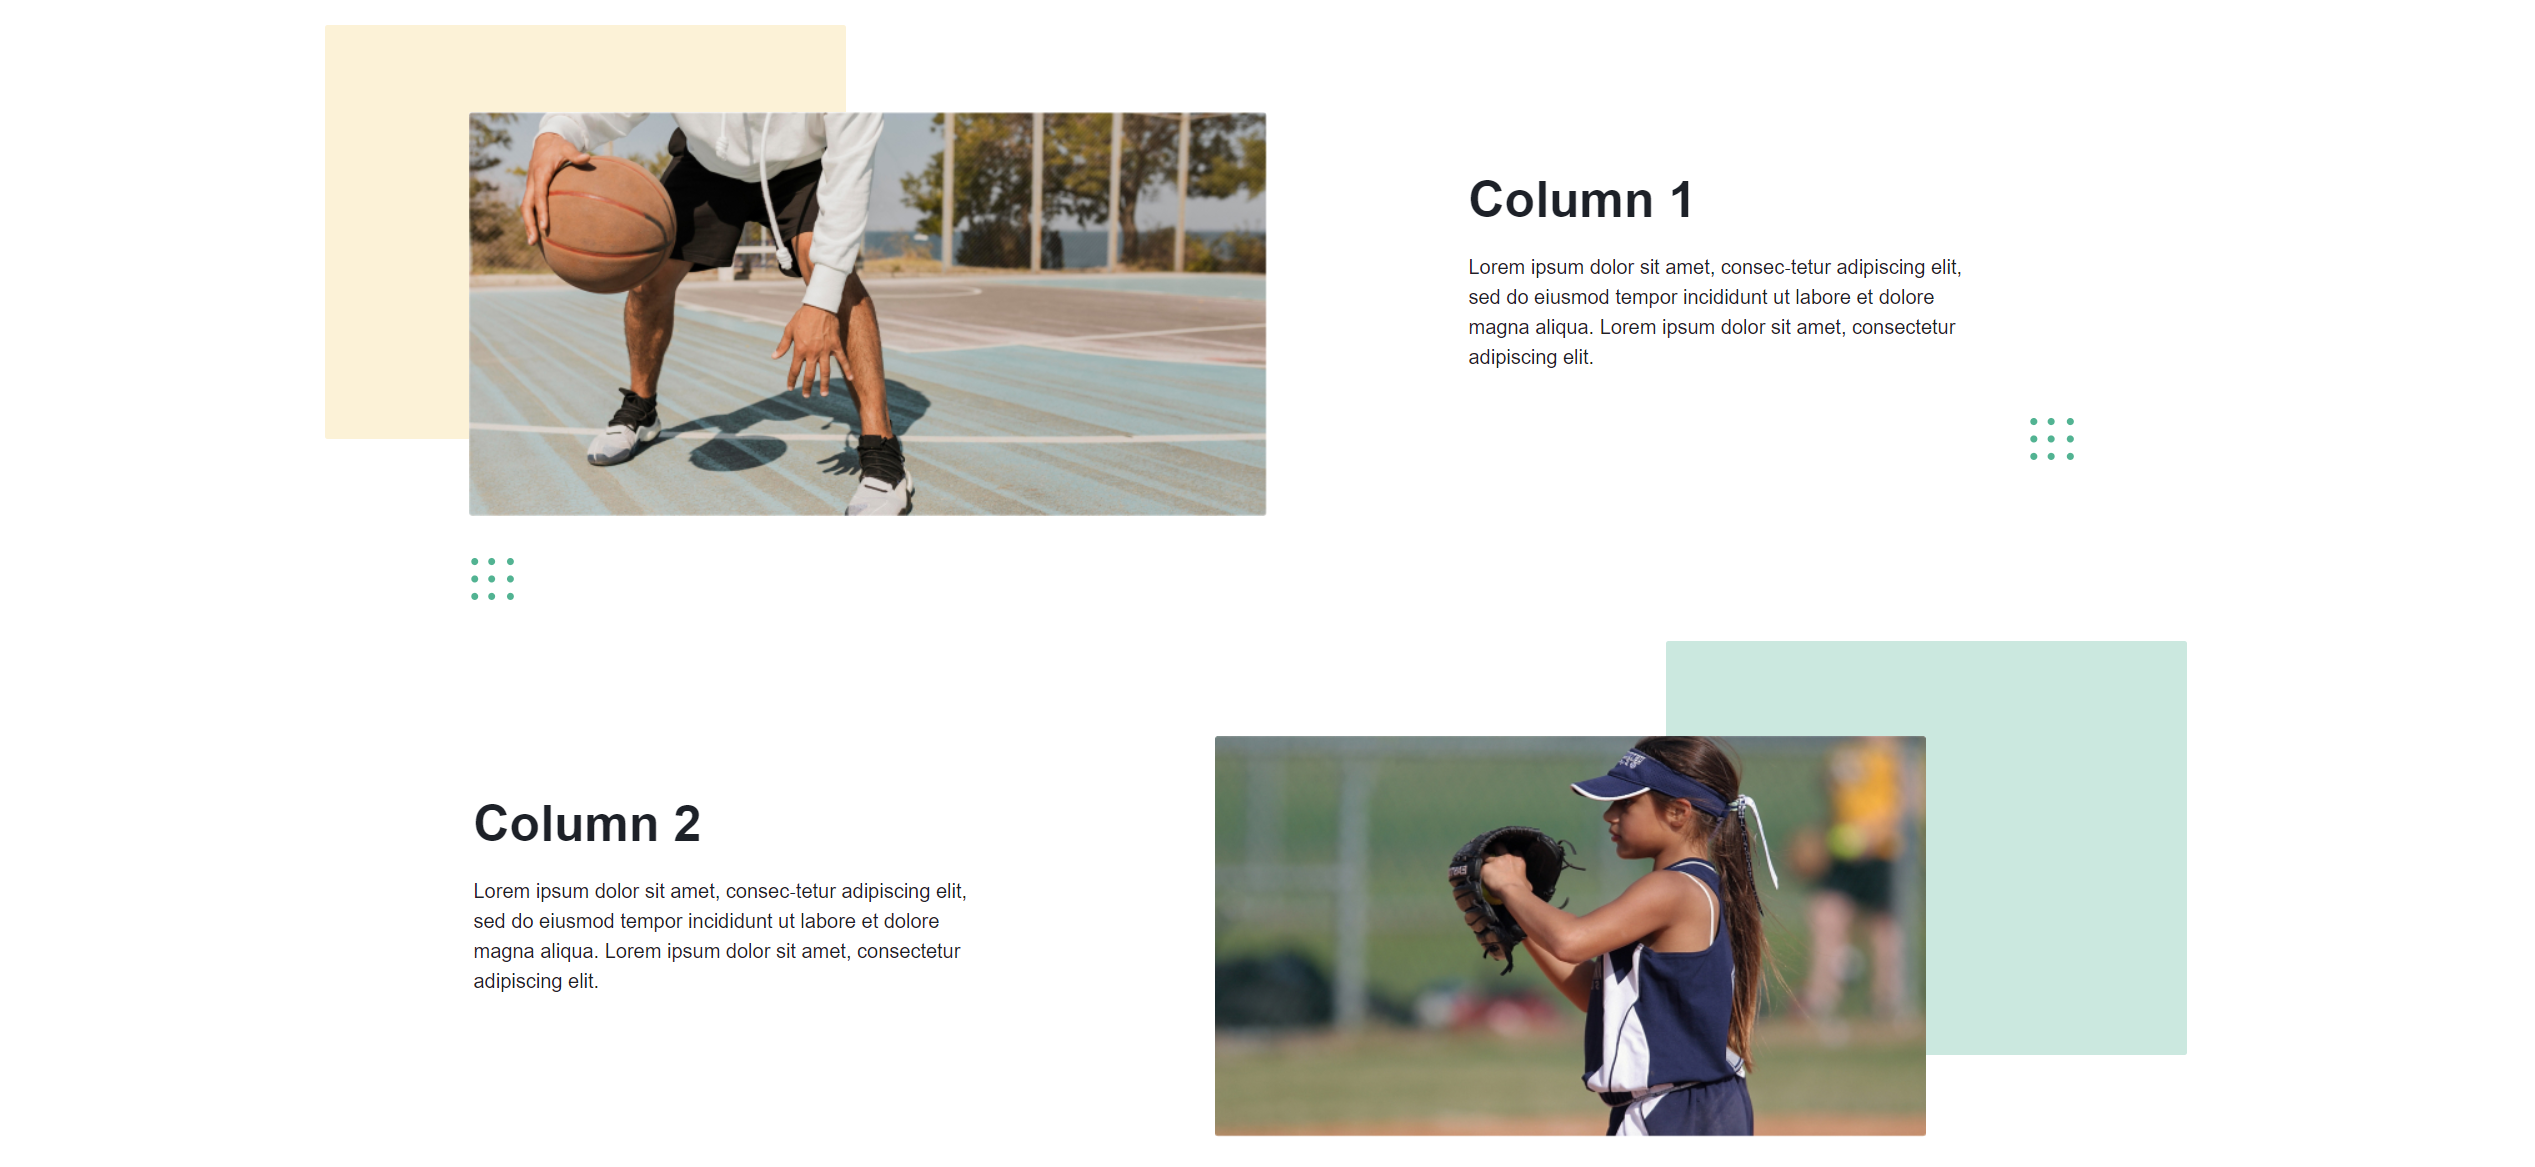 Column 1
Lorem ipsum dolor sit amet, consec-tetur adipiscing elit,
sed do eiusmod tempor incididunt ut labore et dolore
magna aliqua. Lorem ipsum dolor sit amet, consectetur
adipiscing elit.
Column 2
Lorem ipsum dolor sit amet, consec-tetur adipiscing elit,
sed do eiusmod tempor incididunt ut labore et dolore
magna aliqua. Lorem ipsum dolor sit amet, consectetur
adipiscing elit.